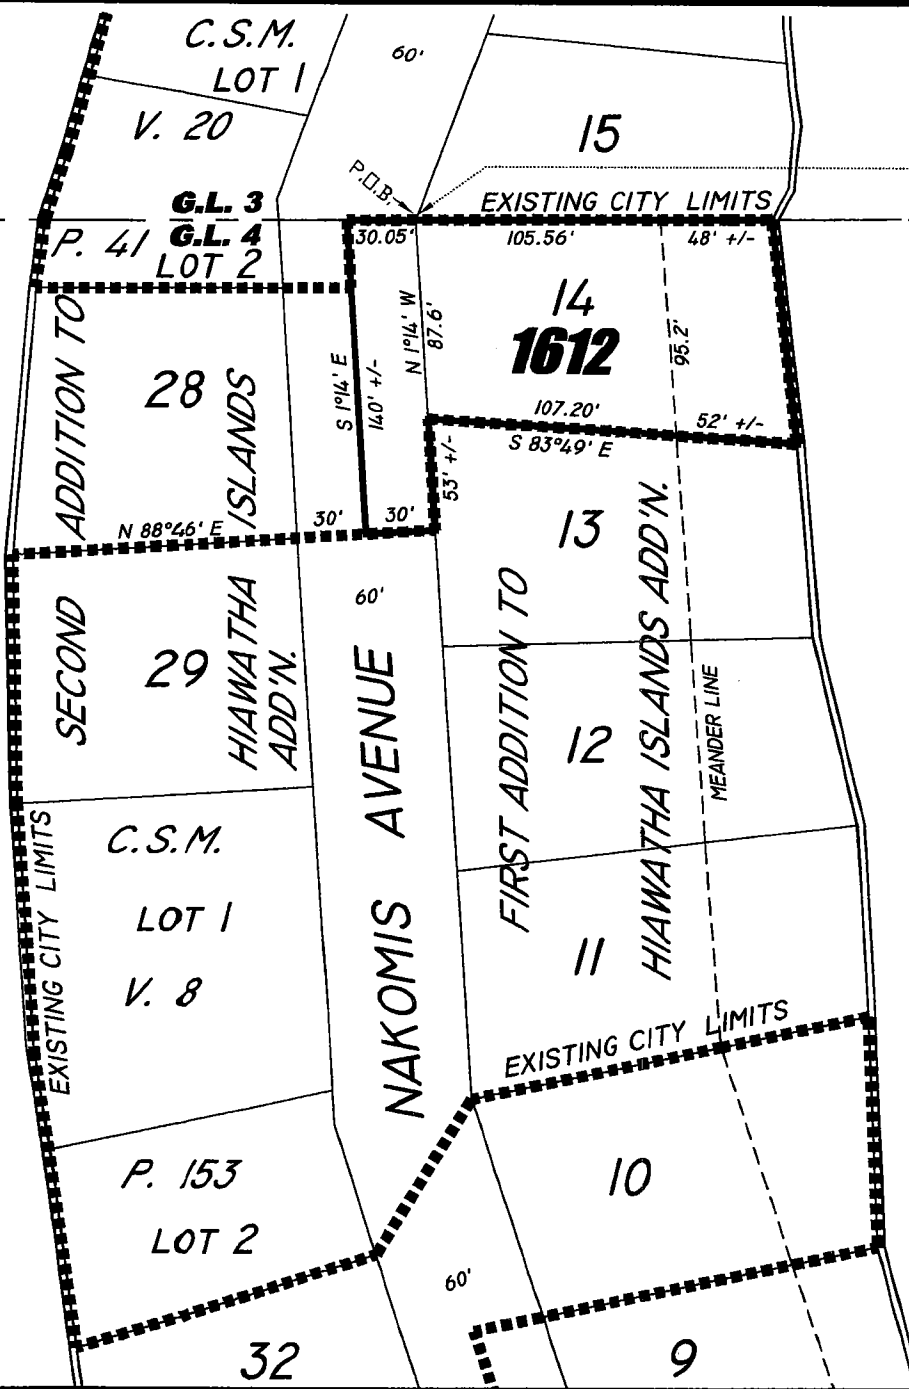 C.S.M.
LOT 1
V. 20
60'
15
P.O.B.
G.L. 3
EXISTING CITY LIMITS
P. 41
G.L. 4
LOT 2
30.05'
105.56'
48' +/-
14
1612
N 1°14' W
87.6'
95.2'
S 1°14' E
140' +/-
28
ADDITION TO
ISLANDS
107.20'
52' +/-
S 83°49' E
53' +/-
N 88°46' E
30'
30'
13
60'
SECOND
29
HIAWATHA
ADD'N.
FIRST ADDITION TO
HIAWATHA ISLANDS ADD'N.
12
MEANDER LINE
NAKOMIS AVENUE
EXISTING CITY LIMITS
C.S.M.
LOT 1
V. 8
11
EXISTING CITY LIMITS
P. 153
LOT 2
10
60'
32
9